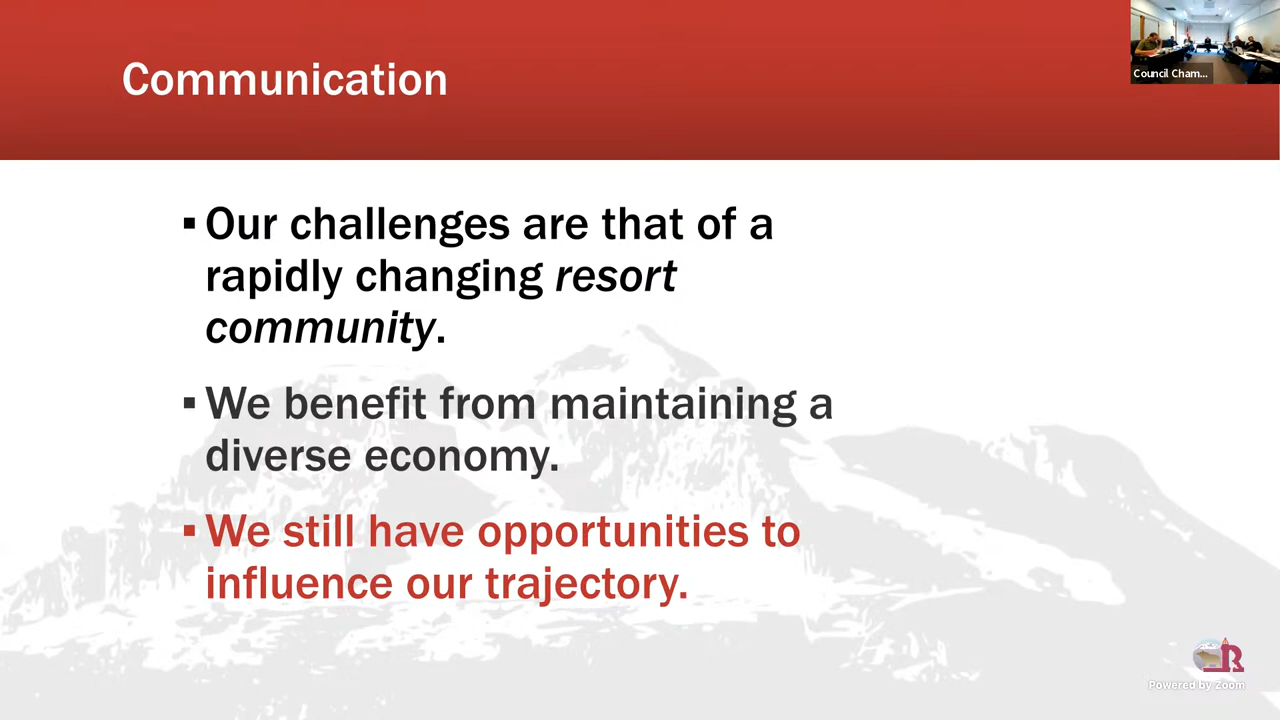 Communication
Council Cham...
▪ Our challenges are that of a
rapidly changing resort
community.
▪ We benefit from maintaining a
diverse economy.
▪ We still have opportunities to
influence our trajectory.
R
Powered by Zoom